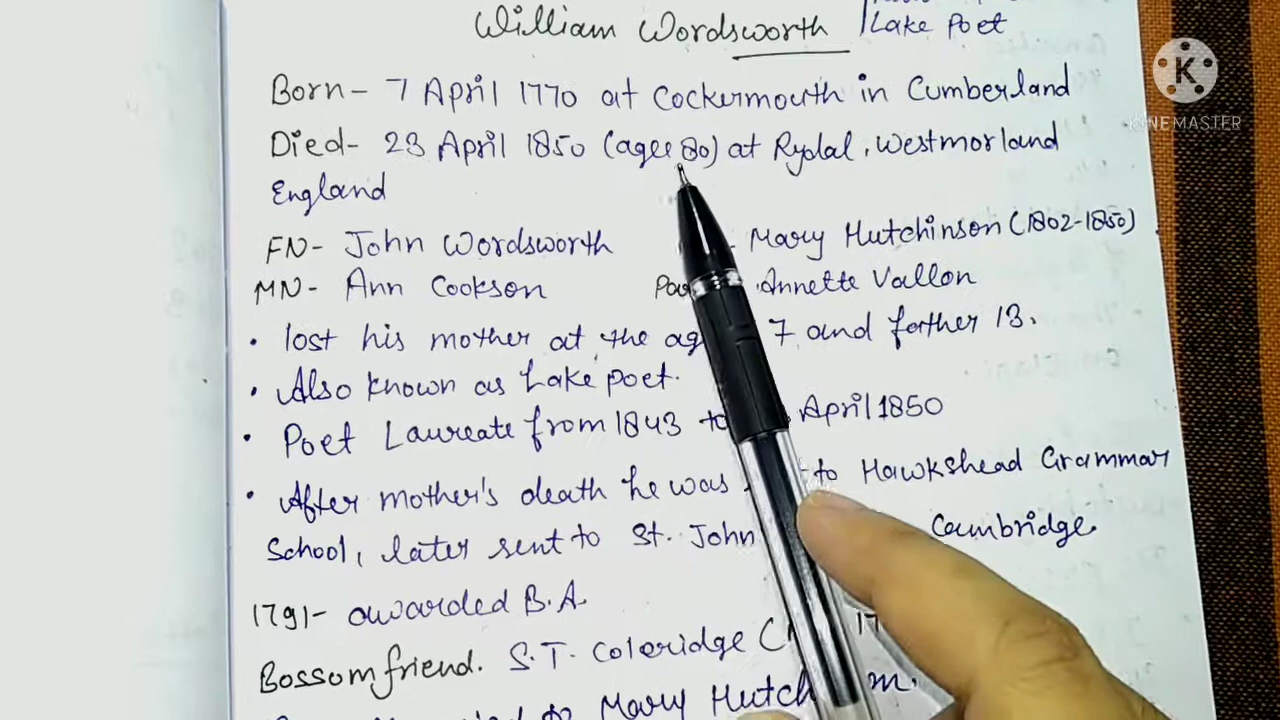 William Wordsworth / Lake Poet
Born - 7 April 1770 at Cockermouth in Cumberland
Died - 23 April 1850 (age 80) at Rydal, Westmorland
England
FN - John Wordsworth - Mary Hutchinson (1802-1850)
MN - Ann Cookson Annette Vallon
• lost his mother at the 7 and farther 13.
• Also known as Lake poet.
• Poet Laureate from 1843 to April 1850
• After mother's death he was to Hawkshead Grammar
School, later sent to St. John Cambridge
1791 - awarded B.A.
Bossom friend. S.T. Coleridge
to Mary
K
KINEMASTER